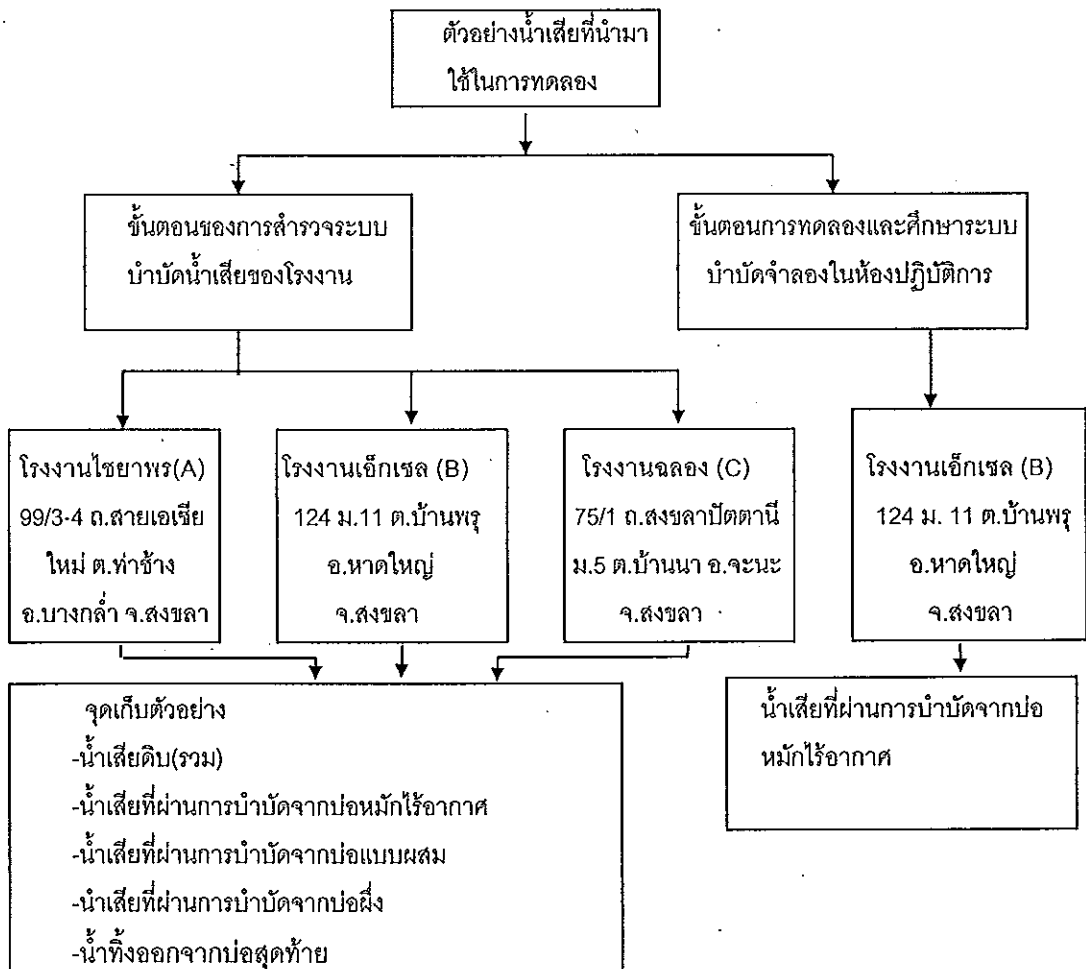 ตัวอย่างน้ำเสียที่นำมา
ใช้ในการทดลอง
ขั้นตอนของการสำรวจระบบ
บำบัดน้ำเสียของโรงงาน
ขั้นตอนการทดลองและศึกษาระบบ
บำบัดจำลองในห้องปฏิบัติการ
โรงงานไชยาพร(A)
99/3-4 ถ.สายเอเซีย
ใหม่ ต.ท่าช้าง
อ.บางกล่ำ จ.สงขลา
โรงงานเอ็กเซล (B)
124 ม.11 ต.บ้านพรุ
อ.หาดใหญ่
จ.สงขลา
โรงงานฉลอง (C)
75/1 ถ.สงขลาปัตตานี
ม.5 ต.บ้านนา อ.จะนะ
จ.สงขลา
โรงงานเอ็กเซล (B)
124 ม. 11 ต.บ้านพรุ
อ.หาดใหญ่
จ.สงขลา
จุดเก็บตัวอย่าง
-น้ำเสียดิบ(รวม)
-น้ำเสียที่ผ่านการบำบัดจากบ่อหมักไร้อากาศ
-น้ำเสียที่ผ่านการบำบัดจากบ่อแบบผสม
-นำเสียที่ผ่านการบำบัดจากบ่อผึ่ง
-น้ำทิ้งออกจากบ่อสุดท้าย
น้ำเสียที่ผ่านการบำบัดจากบ่อ
หมักไร้อากาศ